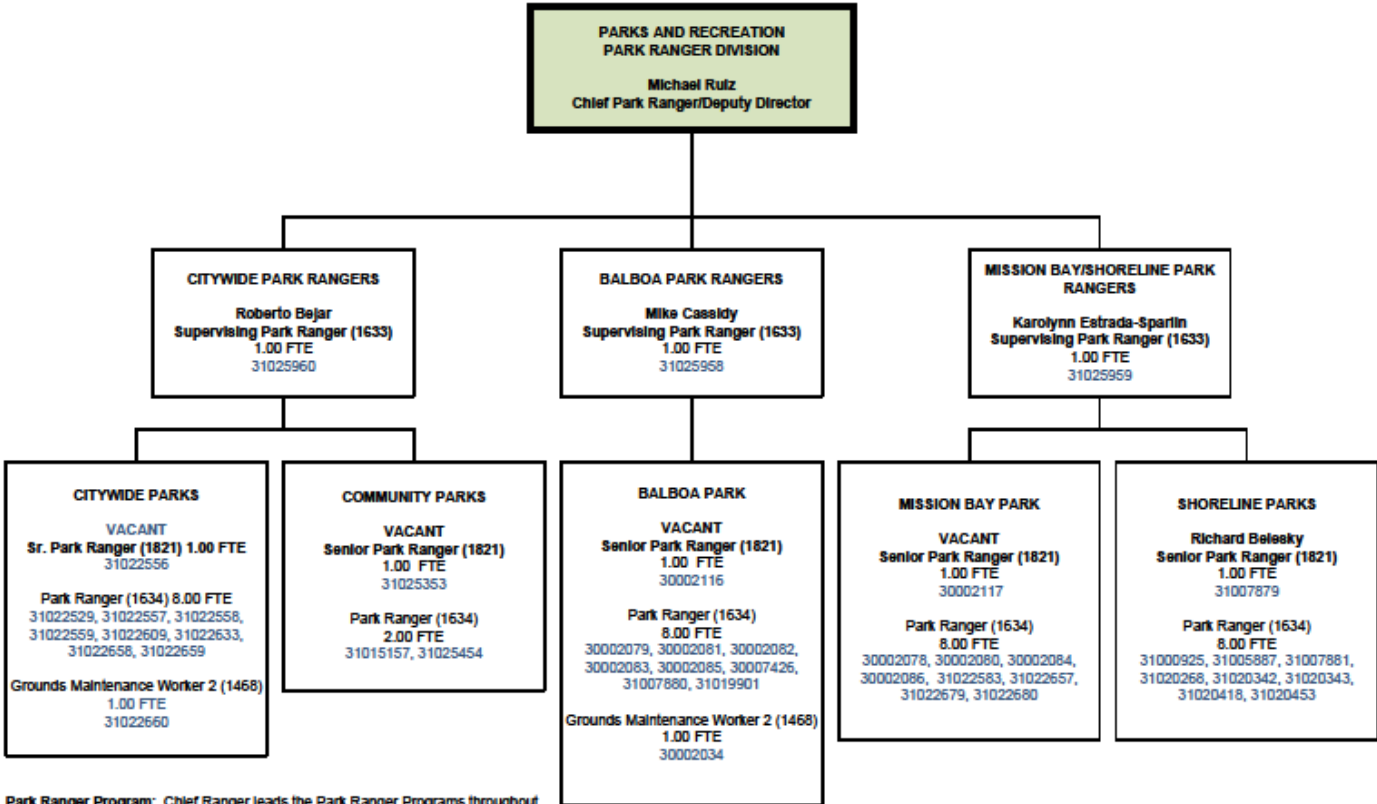 PARKS AND RECREATION
PARK RANGER DIVISION
Michael Ruiz
Chief Park Ranger/Deputy Director
CITYWIDE PARK RANGERS
Roberto Bejar
Supervising Park Ranger (1633)
1.00 FTE
31025960
BALBOA PARK RANGERS
Mike Cassidy
Supervising Park Ranger (1633)
1.00 FTE
31025958
MISSION BAY/SHORELINE PARK
RANGERS
Karolynn Estrada-Sparlin
Supervising Park Ranger (1633)
1.00 FTE
31025959
CITYWIDE PARKS
VACANT
Sr. Park Ranger (1821) 1.00 FTE
31022556
Park Ranger (1634) 8.00 FTE
31022529, 31022557, 31022558,
31022559, 31022609, 31022633,
31022658, 31022659
Grounds Maintenance Worker 2 (1468)
1.00 FTE
31022660
COMMUNITY PARKS
VACANT
Senior Park Ranger (1821)
1.00 FTE
31025353
Park Ranger (1634)
2.00 FTE
31015157, 31025454
BALBOA PARK
VACANT
Senior Park Ranger (1821)
1.00 FTE
30002116
Park Ranger (1634)
8.00 FTE
30002079, 30002081, 30002082,
30002083, 30002085, 30007426,
31007880, 31019901
Grounds Maintenance Worker 2 (1468)
1.00 FTE
30002034
MISSION BAY PARK
VACANT
Senior Park Ranger (1821)
1.00 FTE
30002117
Park Ranger (1634)
8.00 FTE
30002078, 30002080, 30002084,
30002086, 31022583, 31022657,
31022679, 31022680
SHORELINE PARKS
Richard Belesky
Senior Park Ranger (1821)
1.00 FTE
31007879
Park Ranger (1634)
8.00 FTE
31000925, 31005887, 31007881,
31020268, 31020342, 31020343,
31020418, 31020453
Park Ranger Program: Chief Ranger leads the Park Ranger Programs throughout